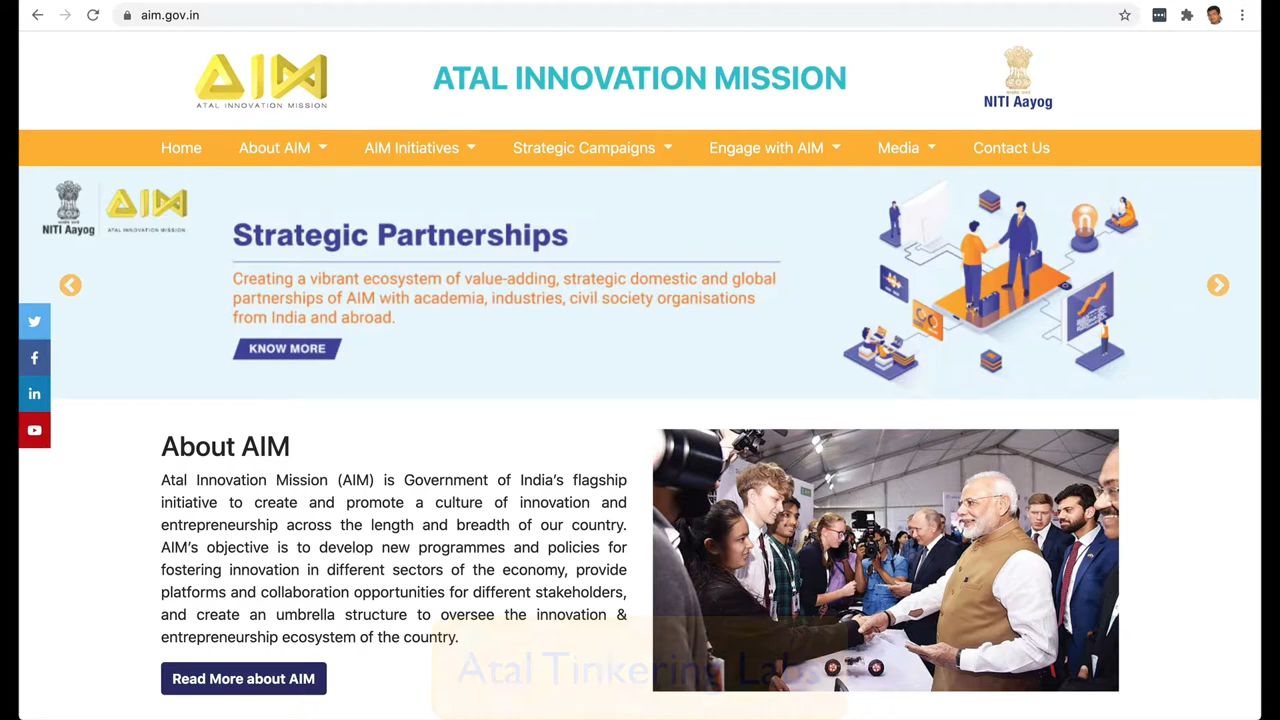 aim.gov.in
AIM
ATAL INNOVATION MISSION
ATAL INNOVATION MISSION
NITI Aayog
Home About AIM AIM Initiatives Strategic Campaigns Engage with AIM Media Contact Us
NITI Aayog
AIM
ATAL INNOVATION MISSION
Strategic Partnerships
Creating a vibrant ecosystem of value-adding, strategic domestic and global
partnerships of AIM with academia, industries, civil society organisations
from India and abroad.
KNOW MORE
in
About AIM
Atal Innovation Mission (AIM) is Government of India's flagship
initiative to create and promote a culture of innovation and
entrepreneurship across the length and breadth of our country.
AIM's objective is to develop new programmes and policies for
fostering innovation in different sectors of the economy, provide
platforms and collaboration opportunities for different stakeholders,
and create an umbrella structure to oversee the innovation &
entrepreneurship ecosystem of the country.
Read More about AIM
Atal Tinkering Labs